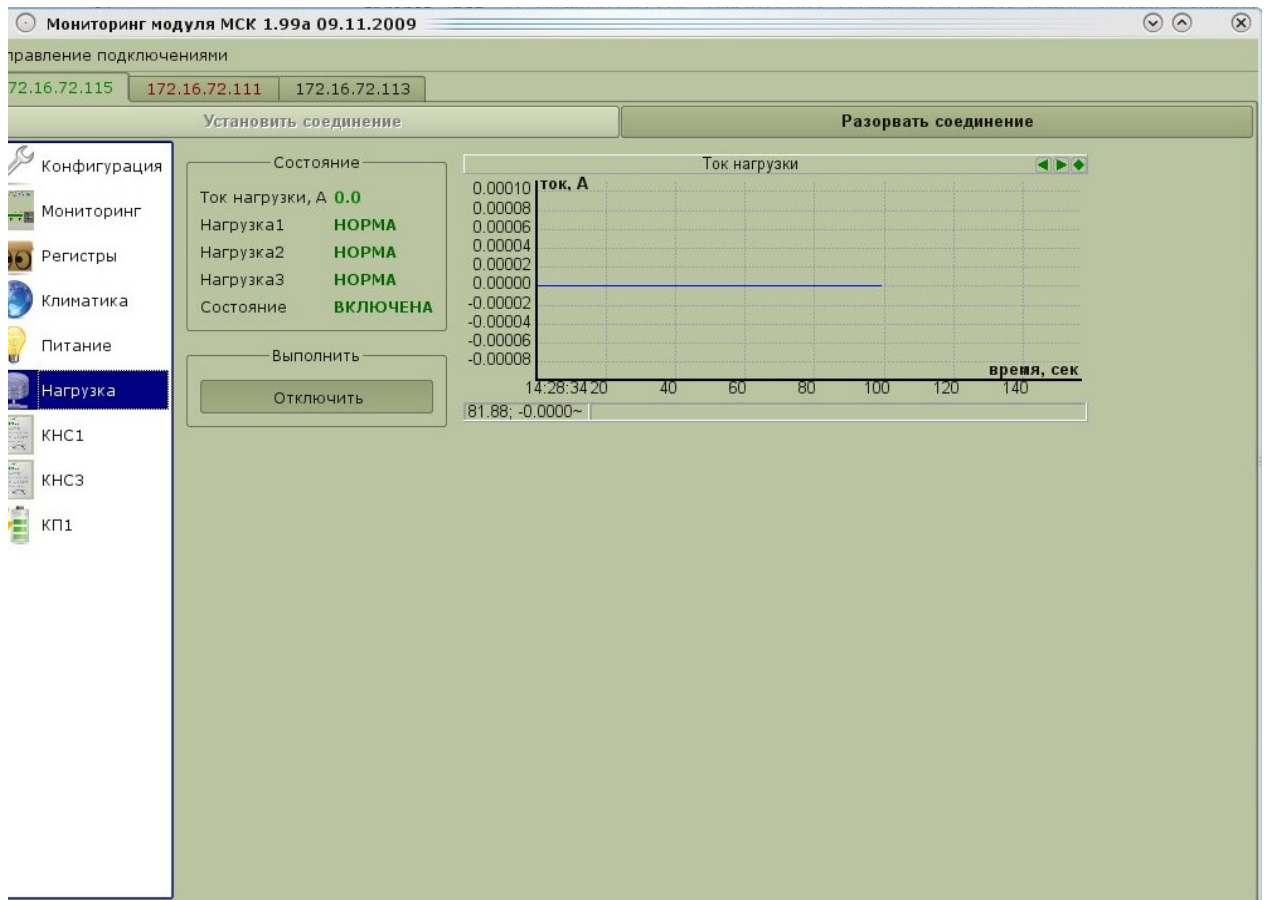 Мониторинг модуля МСК 1.99a 09.11.2009
правление подключениями
72.16.72.115 172.16.72.111 172.16.72.113
Установить соединение Разорвать соединение
Конфигурация
Мониторинг
Регистры
Климатика
Питание
Нагрузка
КНС1
КНС3
КП1
Состояние
Ток нагрузки, А 0.0
Нагрузка1 НОРМА
Нагрузка2 НОРМА
Нагрузка3 НОРМА
Состояние ВКЛЮЧЕНА
Выполнить
Отключить
Ток нагрузки
ток, А
0.00010
0.00008
0.00006
0.00004
0.00002
0.00000
-0.00002
-0.00004
-0.00006
-0.00008
время, сек
14:28:34 20 40 60 80 100 120 140
81.88; -0.0000~